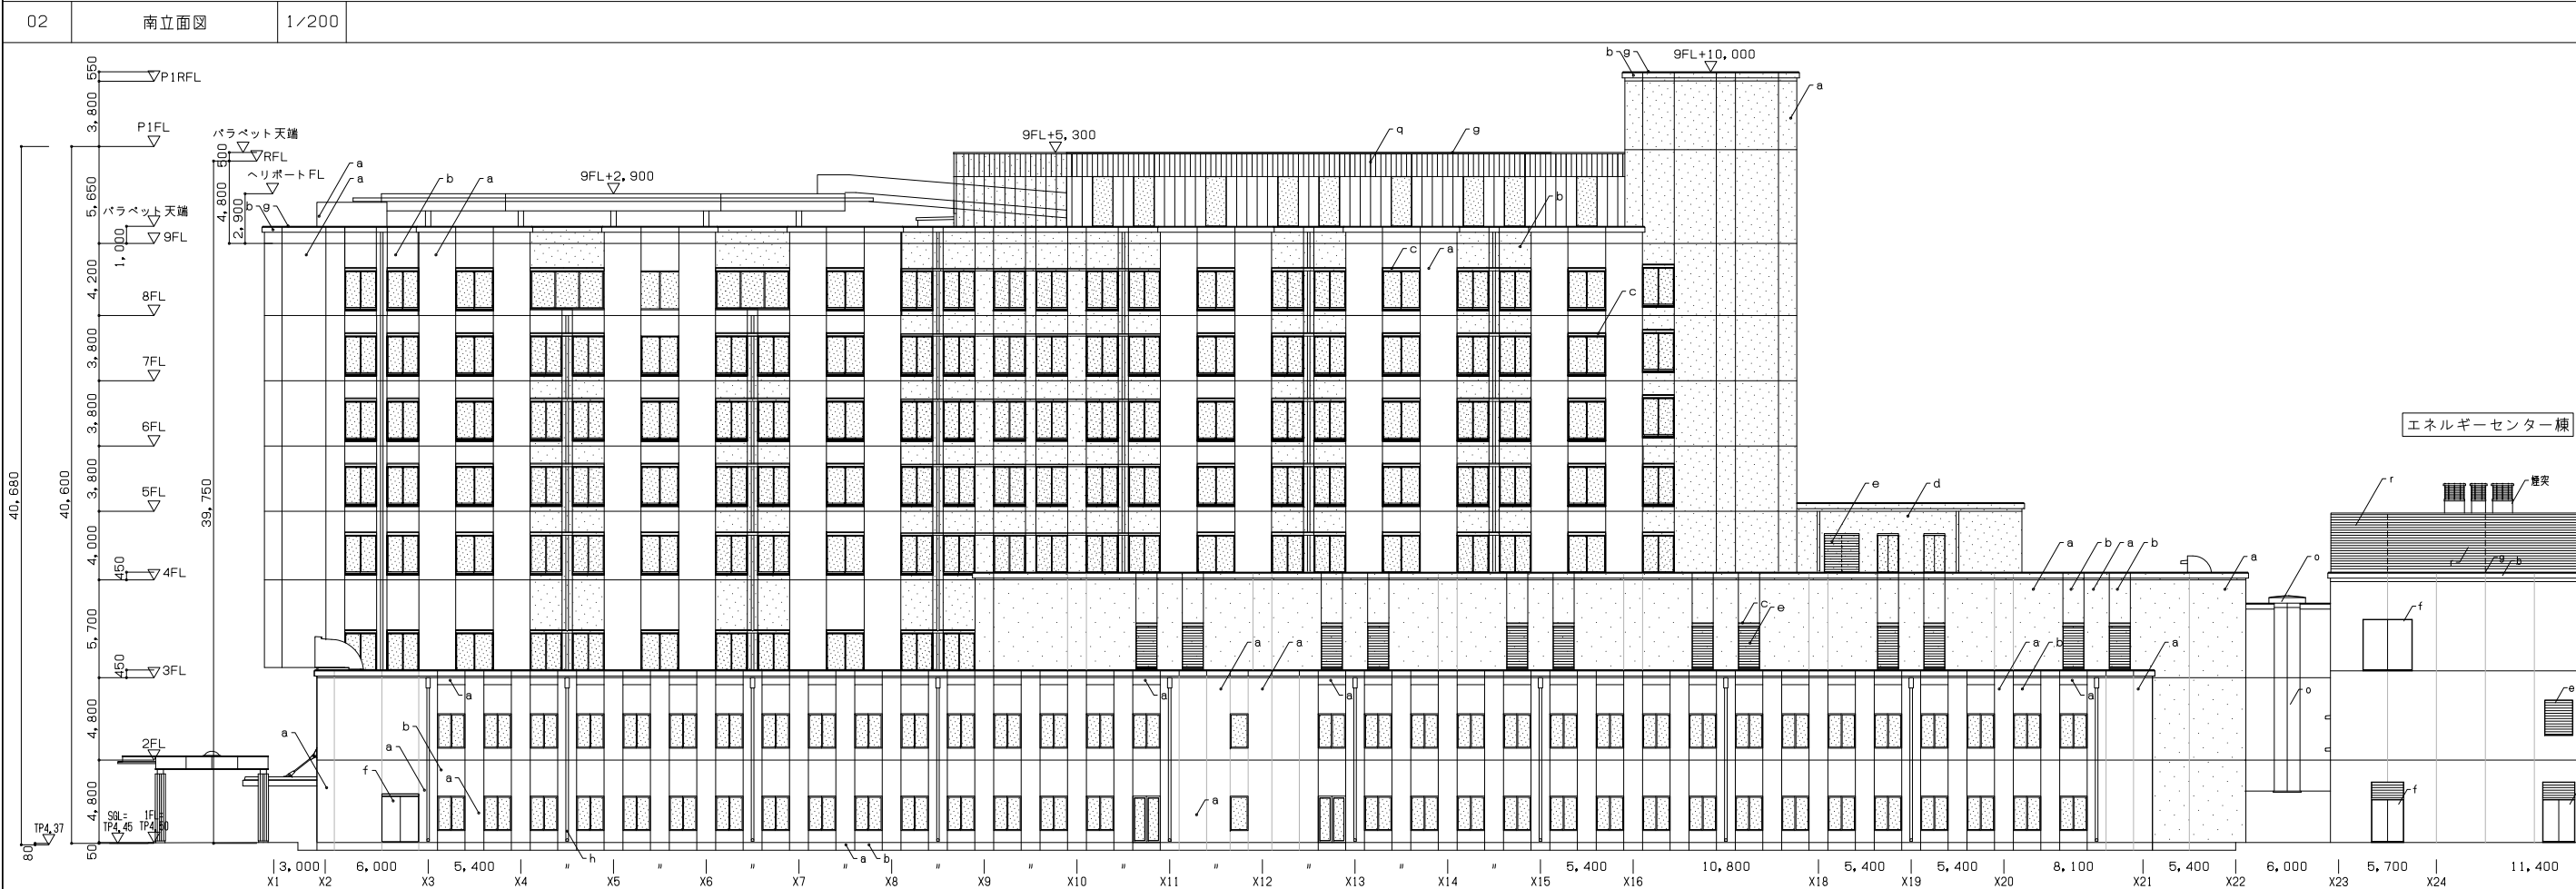 02 南立面図 1/200
b g 9FL+10,000
550 P1RFL
a
3,800
P1FL
パラペット天端 9FL+5,300 q g
500 RFL a
ヘリポートFL a b a 9FL+2,900
5,650 4,800 2,900 b
パラペット天端 b g
9FL
1,000 c a
4,200
8FL c
3,800
7FL
3,800
6FL エネルギーセンター棟
40,680 40,600 3,800 39,750
5FL e d r 煙突
4,000
450 4FL a b a b a o r g b
5,700 c e f
450 3FL a a a a a a a b a a o e
4,800
2FL a b a
f a a f
4,800
SGL= 1FL=
TP4.37 TP4.45 TP4.50
80 50 h a b
3,000 6,000 5,400 〃 〃 〃 〃 〃 〃 〃 〃 〃 〃 〃 5,400 10,800 5,400 5,400 8,100 5,400 6,000 5,700 11,400
X1 X2 X3 X4 X5 X6 X7 X8 X9 X10 X11 X12 X13 X14 X15 X16 X18 X19 X20 X21 X22 X23 X24